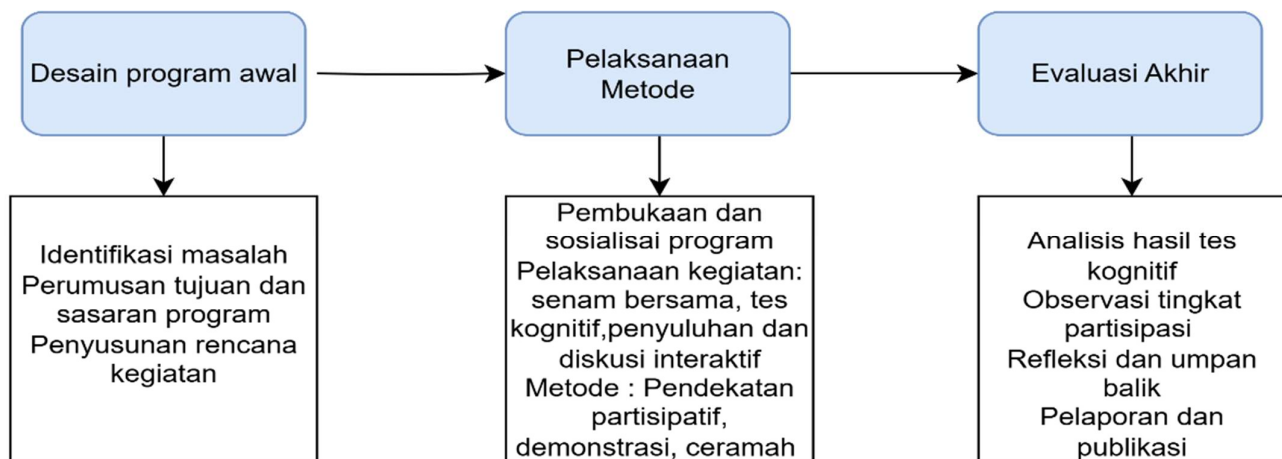 Desain program awal
Pelaksanaan
Metode
Evaluasi Akhir
Identifikasi masalah
Perumusan tujuan dan
sasaran program
Penyusunan rencana
kegiatan
Pembukaan dan
sosialisai program
Pelaksanaan kegiatan:
senam bersama, tes
kognitif,penyuluhan dan
diskusi interaktif
Metode : Pendekatan
partisipatif,
demonstrasi, ceramah
Analisis hasil tes
kognitif
Observasi tingkat
partisipasi
Refleksi dan umpan
balik
Pelaporan dan
publikasi